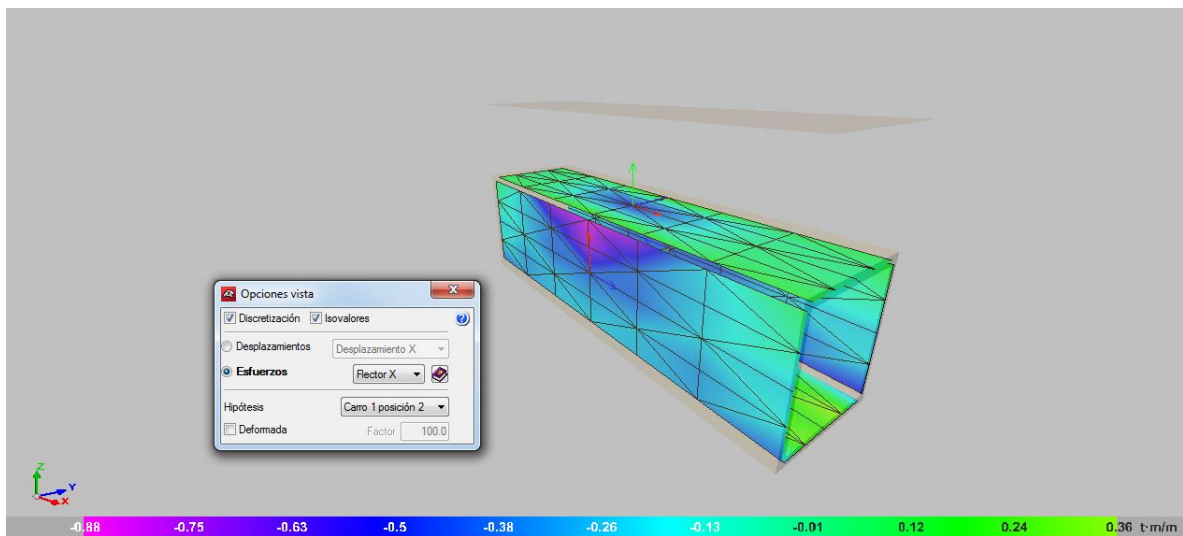 Opciones vista
Discretización Isovalores
Desplazamientos Desplazamiento X
Esfuerzos Flector X
Hipótesis Carro 1 posición 2
Deformada Factor 100.0
Z
Y
X
-0.88 -0.75 -0.63 -0.5 -0.38 -0.26 -0.13 -0.01 0.12 0.24 0.36 t·m/m